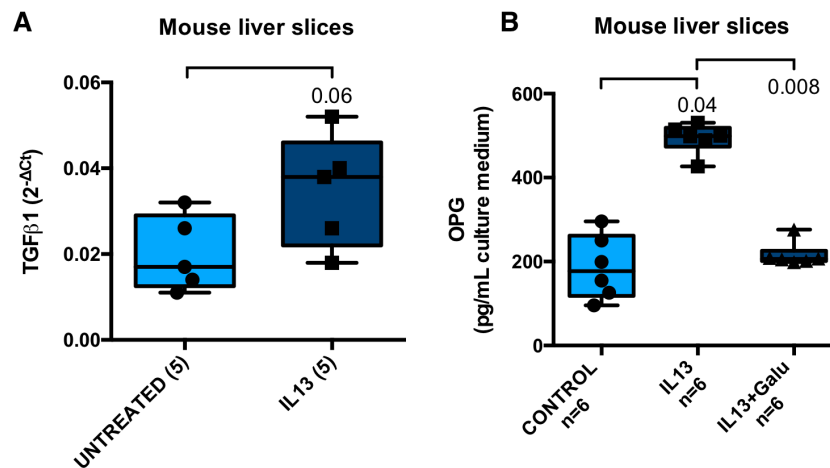 A
Mouse liver slices
TGFβ1 (2-ΔCt)
0.06
0.04
0.02
0.00
0.06
UNTREATED (5)
IL13 (5)
B
Mouse liver slices
OPG
(pg/mL culture medium)
600
400
200
0
0.04
0.008
CONTROL
n=6
IL13
n=6
IL13+Galu
n=6